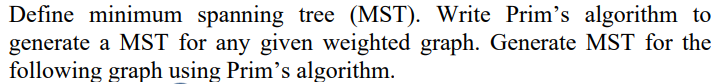 Define minimum spanning tree (MST). Write Prim’s algorithm to
generate a MST for any given weighted graph. Generate MST for the
following graph using Prim’s algorithm.